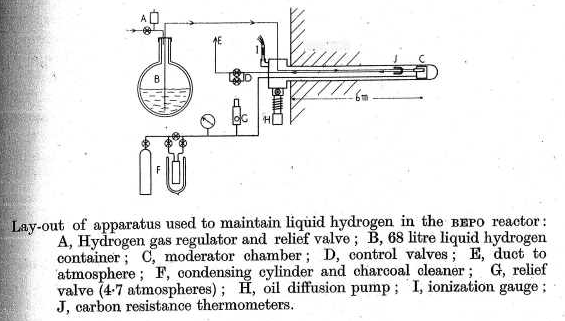 A
E
I
J
C
B
D
6m
G
H
F
Lay-out of apparatus used to maintain liquid hydrogen in the BEPO reactor:
A, Hydrogen gas regulator and relief valve; B, 68 litre liquid hydrogen
container; C, moderator chamber; D, control valves; E, duct to
atmosphere; F, condensing cylinder and charcoal cleaner; G, relief
valve (4·7 atmospheres); H, oil diffusion pump; I, ionization gauge;
J, carbon resistance thermometers.